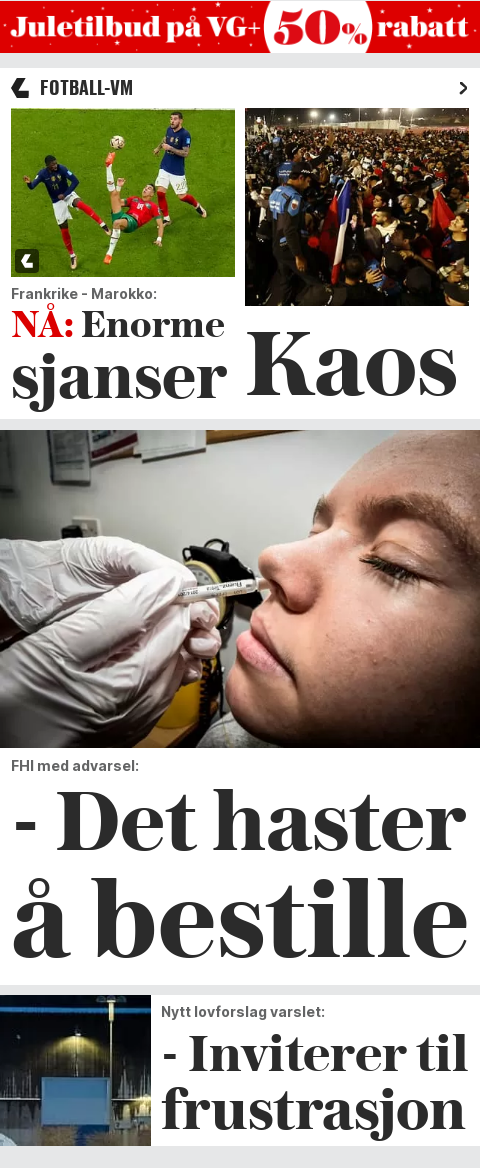 Juletilbud på VG+ 50% rabatt
FOTBALL-VM
Frankrike - Marokko:
NÅ: Enorme
sjanser
Kaos
FHI med advarsel:
- Det haster
å bestille
Nytt lovforslag varslet:
- Inviterer til
frustrasjon